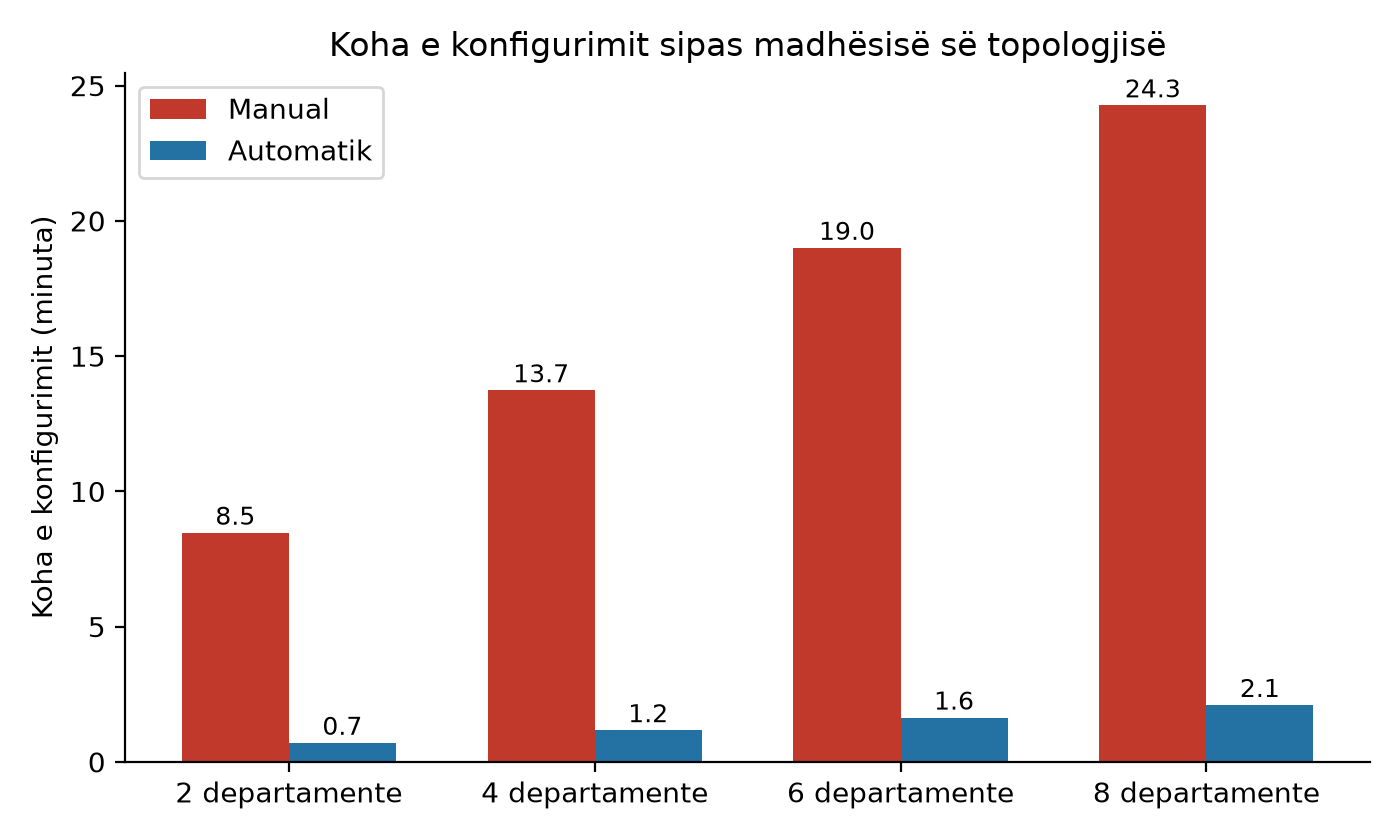 Koha e konfigurimit sipas madhësisë së topologjisë
Manual
Automatik
Koha e konfigurimit (minuta)
25
20
15
10
5
0
8.5
0.7
13.7
1.2
19.0
1.6
24.3
2.1
2 departamente
4 departamente
6 departamente
8 departamente